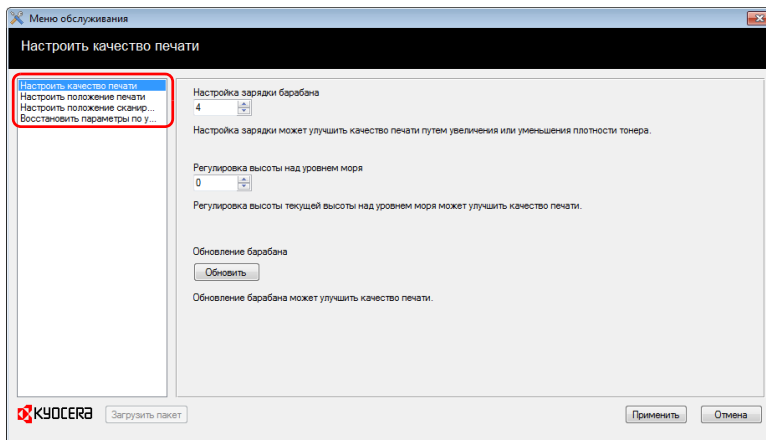 Меню обслуживания
Настроить качество печати
Настроить качество печати
Настроить положение печати
Настроить положение сканир...
Восстановить параметры по у...
Настройка зарядки барабана
4
Настройка зарядки может улучшить качество печати путем увеличения или уменьшения плотности тонера.
Регулировка высоты над уровнем моря
0
Регулировка высоты текущей высоты над уровнем моря может улучшить качество печати.
Обновление барабана
Обновить
Обновление барабана может улучшить качество печати.
KYOCERA
Загрузить пакет
Применить
Отмена